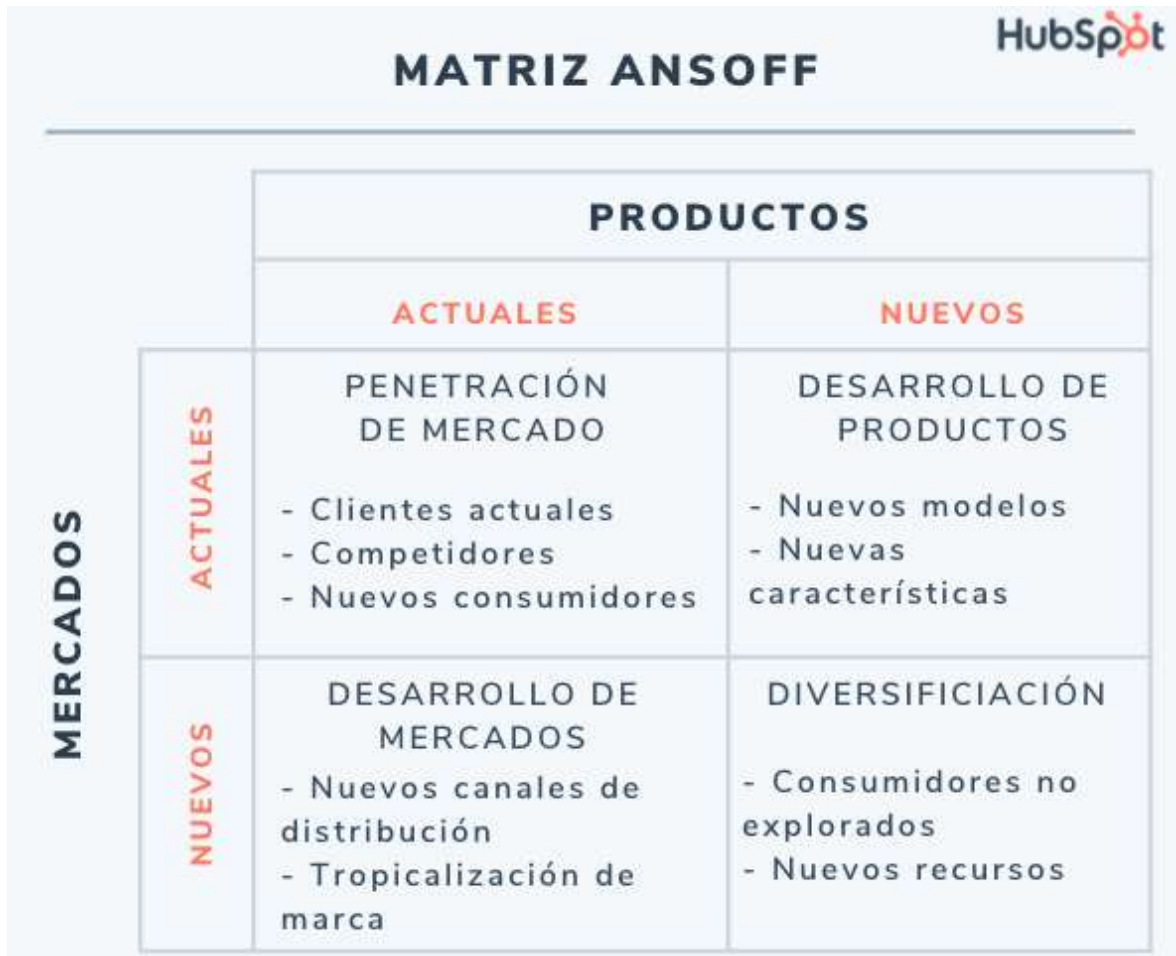 HubSpot
MATRIZ ANSOFF
PRODUCTOS
ACTUALES
NUEVOS
MERCADOS
ACTUALES
PENETRACIÓN
DE MERCADO
- Clientes actuales
- Competidores
- Nuevos consumidores
DESARROLLO DE
PRODUCTOS
- Nuevos modelos
- Nuevas
características
NUEVOS
DESARROLLO DE
MERCADOS
- Nuevos canales de
distribución
- Tropicalización de
marca
DIVERSIFICIACIÓN
- Consumidores no
explorados
- Nuevos recursos